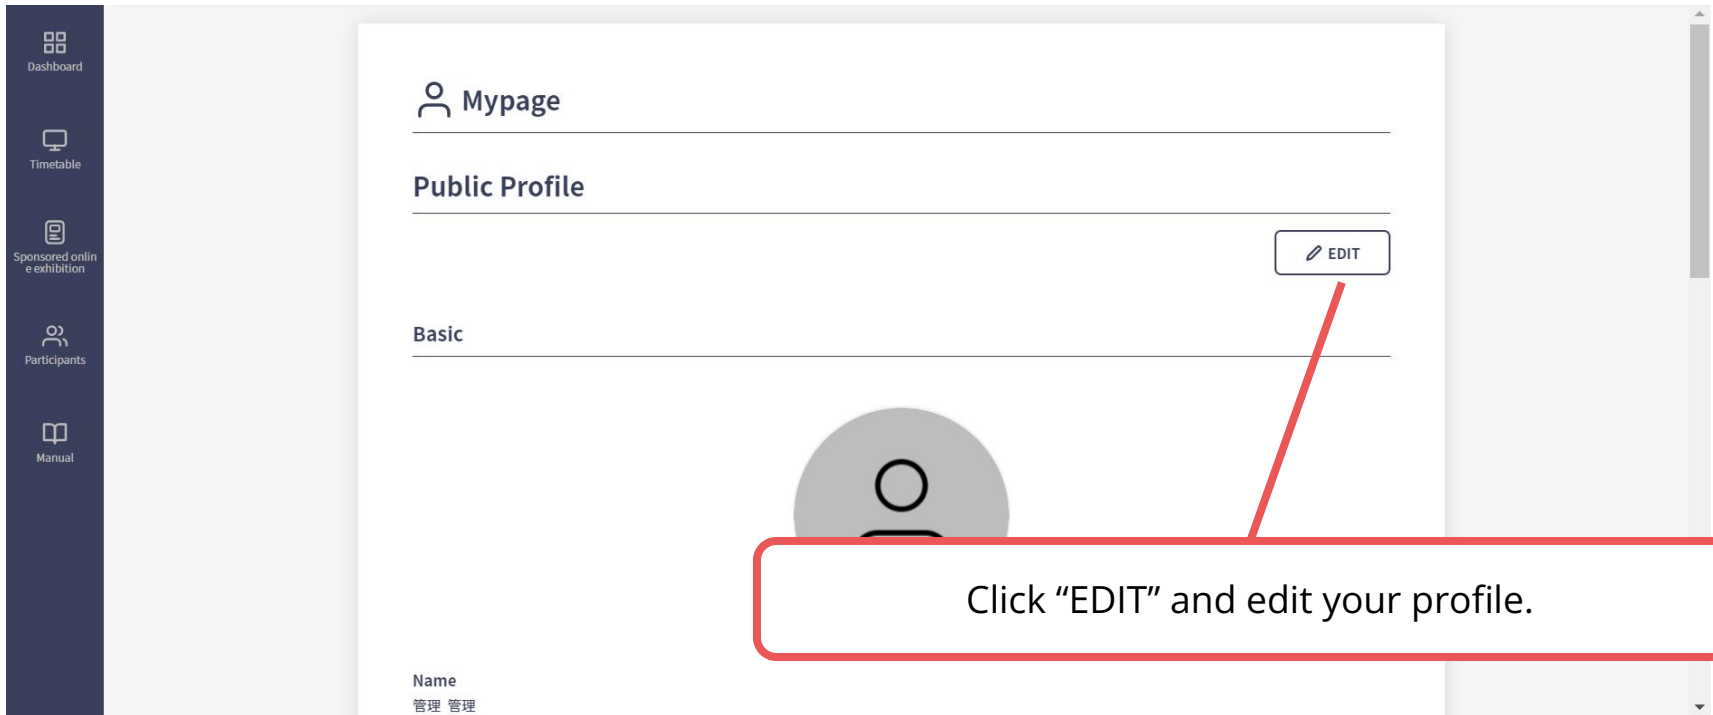 Dashboard
Timetable
Sponsored onlin
e exhibition
Participants
Manual
Mypage
Public Profile
EDIT
Basic
Click “EDIT” and edit your profile.
Name
管理 管理